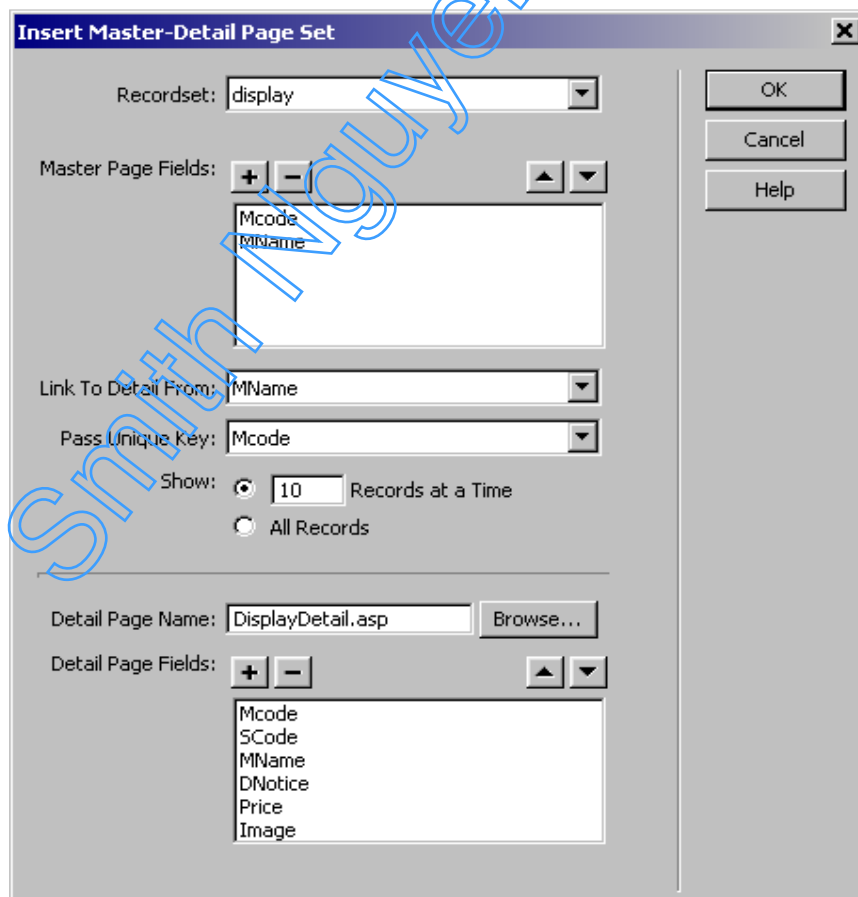 Insert Master-Detail Page Set
Recordset: display
OK
Cancel
Help
Master Page Fields:
Mcode
MName
Link To Detail From: MName
Pass Unique Key: Mcode
Show: 10 Records at a Time
All Records
Detail Page Name: DisplayDetail.asp Browse...
Detail Page Fields:
Mcode
SCode
MName
DNotice
Price
Image
Smith Nguyen